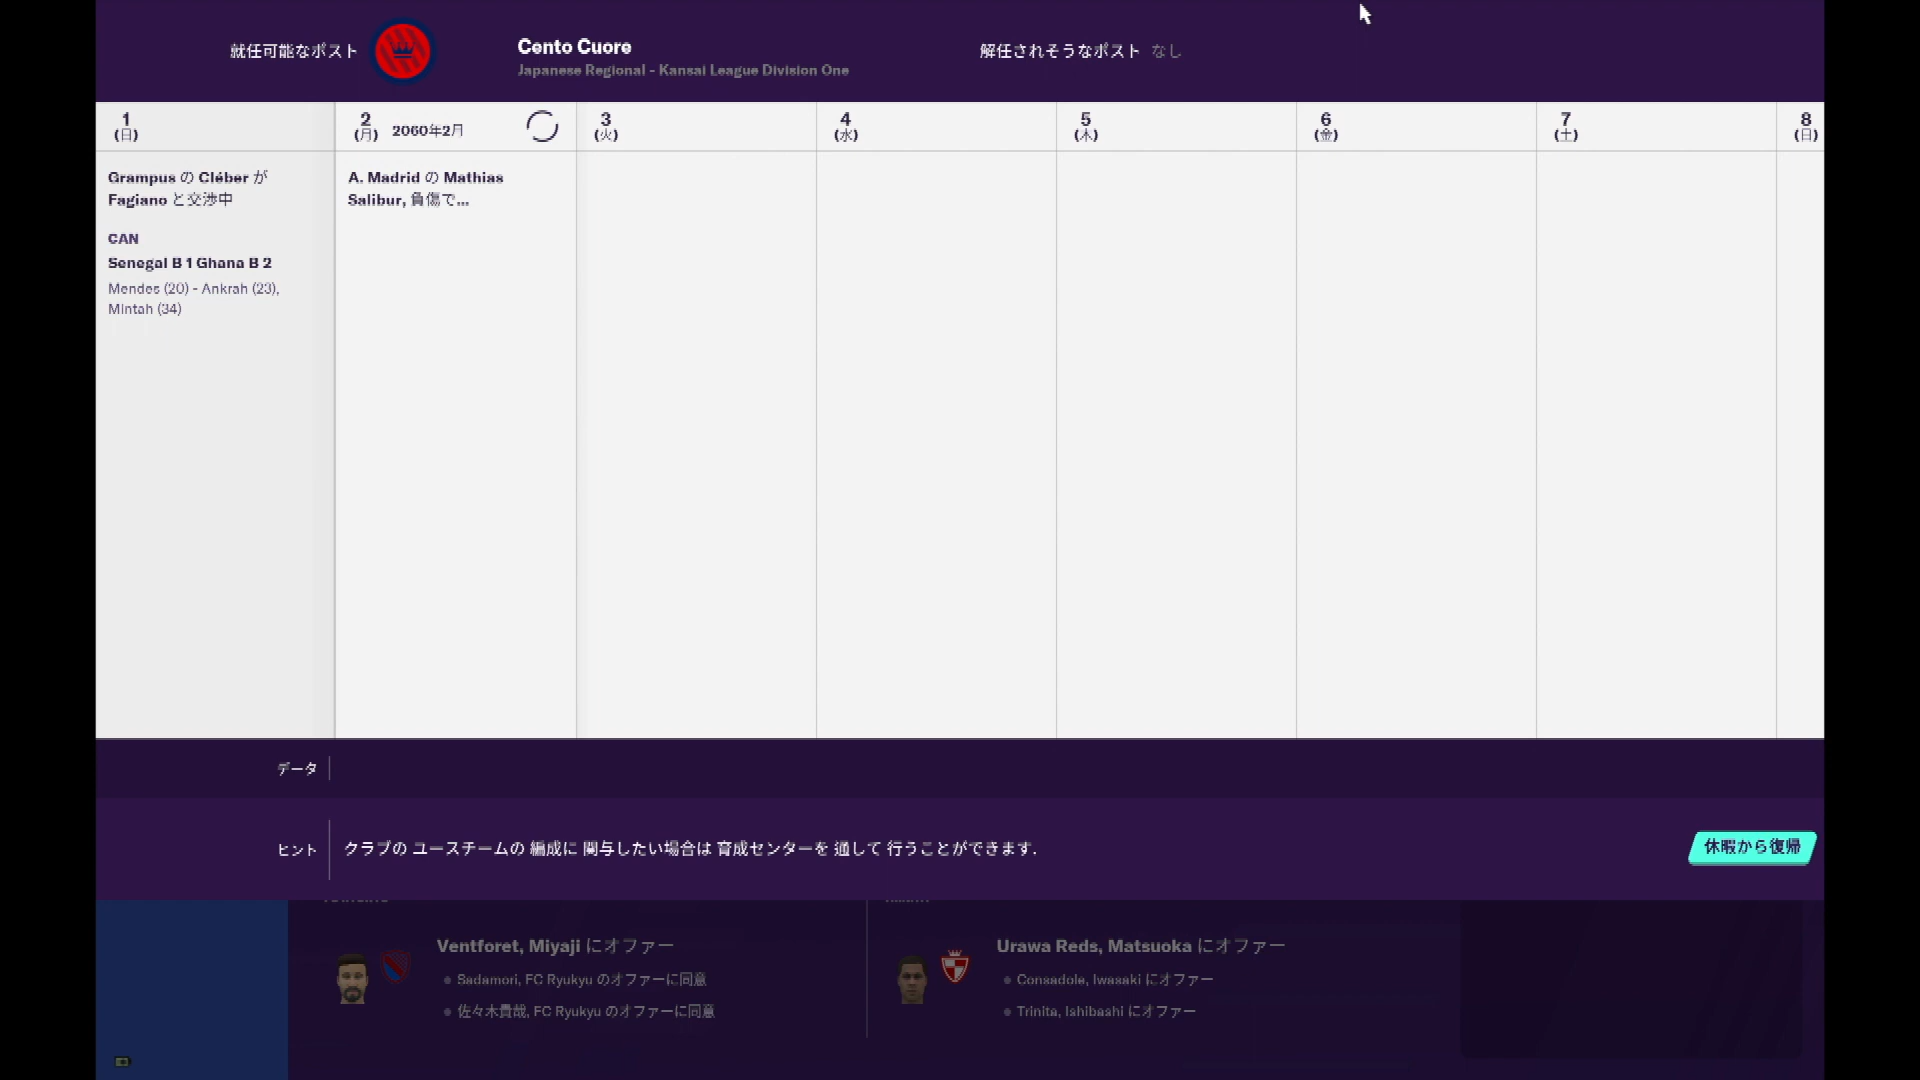 就任可能なポスト
Cento Cuore
Japanese Regional - Kansai League Division One
解任されそうなポスト なし
1
(日)
2
(月) 2060年2月
3
(火)
4
(水)
5
(木)
6
(金)
7
(土)
8
(日)
Grampus の Cléber が
Fagiano と交渉中
CAN
Senegal B 1 Ghana B 2
Mendes (20) - Ankrah (23),
Mintah (34)
A. Madrid の Mathias
Salibur, 負傷で...
データ
ヒント
クラブの ユースチームの 編成に 関与したい場合は 育成センターを 通して 行うことができます.
休暇から復帰
Ventforet, Miyaji にオファー
Sadamori, FC Ryukyu のオファーに同意
佐々木貴哉, FC Ryukyu のオファーに同意
Urawa Reds, Matsuoka にオファー
Consadole, Iwasaki にオファー
Trinita, Ishibashi にオファー